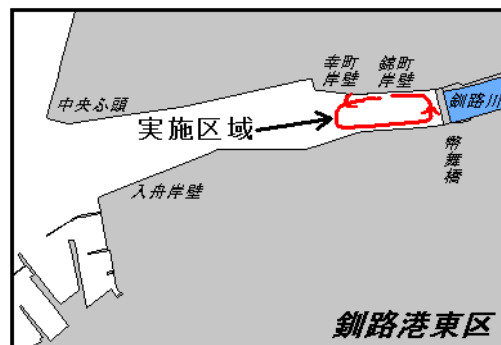 幸町
岸壁
錦町
岸壁
中央ふ頭
釧路川
実施区域
幣舞橋
入舟岸壁
釧路港東区